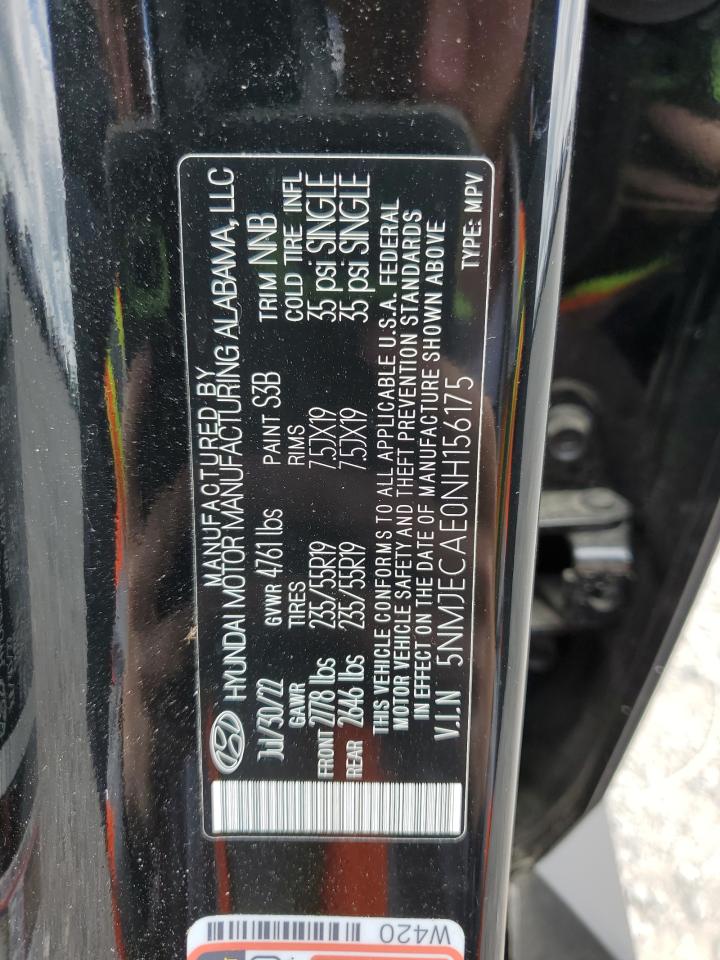 MANUFACTURED BY
HYUNDAI MOTOR MANUFACTURING ALABAMA, LLC
Jul/30/22 GVWR 4761 lbs PAINT S3B TRIM NNB
GAWR TIRES RIMS COLD TIRE INFL
FRONT 2778 lbs 235/55R19 7.5JX19 35 psi SINGLE
REAR 2646 lbs 235/55R19 7.5JX19 35 psi SINGLE
THIS VEHICLE CONFORMS TO ALL APPLICABLE U.S.A. FEDERAL
MOTOR VEHICLE SAFETY AND THEFT PREVENTION STANDARDS
IN EFFECT ON THE DATE OF MANUFACTURE SHOWN ABOVE
V.I.N 5NMJECAE0NH156175 TYPE: MPV
W420